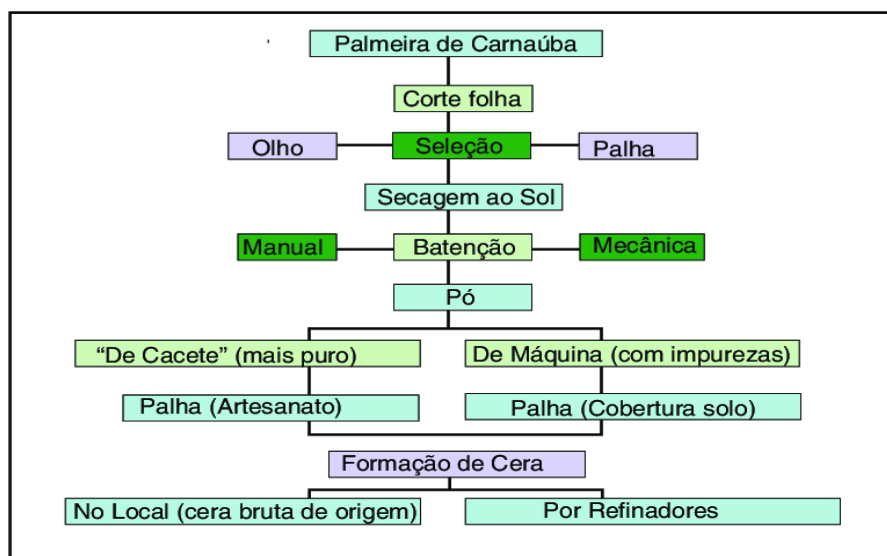 Palmeira de Carnaúba
Corte folha
Olho
Seleção
Palha
Secagem ao Sol
Manual
Batenção
Mecânica
Pó
“De Cacete” (mais puro)
De Máquina (com impurezas)
Palha (Artesanato)
Palha (Cobertura solo)
Formação de Cera
No Local (cera bruta de origem)
Por Refinadores